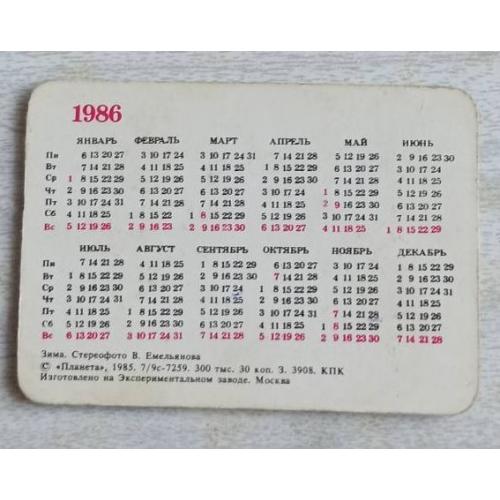 1986
ЯНВАРЬ ФЕВРАЛЬ МАРТ АПРЕЛЬ МАЙ ИЮНЬ
Пн 6 13 20 27 3 10 17 24 3 10 17 24 31 7 14 21 28 5 12 19 26 2 9 16 23 30
Вт 7 14 21 28 4 11 18 25 4 11 18 25 1 8 15 22 29 6 13 20 27 3 10 17 24
Ср 1 8 15 22 29 5 12 19 26 5 12 19 26 2 9 16 23 30 7 14 21 28 4 11 18 25
Чт 2 9 16 23 30 6 13 20 27 6 13 20 27 3 10 17 24 1 8 15 22 29 5 12 19 26
Пт 3 10 17 24 31 7 14 21 28 7 14 21 28 4 11 18 25 2 9 16 23 30 6 13 20 27
Сб 4 11 18 25 1 8 15 22 1 8 15 22 29 5 12 19 26 3 10 17 24 31 7 14 21 28
Вс 5 12 19 26 2 9 16 23 2 9 16 23 30 6 13 20 27 4 11 18 25 1 8 15 22 29
ИЮЛЬ АВГУСТ СЕНТЯБРЬ ОКТЯБРЬ НОЯБРЬ ДЕКАБРЬ
Пн 7 14 21 28 4 11 18 25 1 8 15 22 29 6 13 20 27 3 10 17 24 1 8 15 22 29
Вт 1 8 15 22 29 5 12 19 26 2 9 16 23 30 7 14 21 28 4 11 18 25 2 9 16 23 30
Ср 2 9 16 23 30 6 13 20 27 3 10 17 24 1 8 15 22 29 5 12 19 26 3 10 17 24 31
Чт 3 10 17 24 31 7 14 21 28 4 11 18 25 2 9 16 23 30 6 13 20 27 4 11 18 25
Пт 4 11 18 25 1 8 15 22 29 5 12 19 26 3 10 17 24 31 7 14 21 28 5 12 19 26
Сб 5 12 19 26 2 9 16 23 30 6 13 20 27 4 11 18 25 1 8 15 22 29 6 13 20 27
Вс 6 13 20 27 3 10 17 24 31 7 14 21 28 5 12 19 26 2 9 16 23 30 7 14 21 28
Зима. Стереофото В. Емельянова
© «Планета», 1985. 7/9с-7259. 300 тыс. 30 коп. З. 3908. КПК
Изготовлено на Экспериментальном заводе. Москва